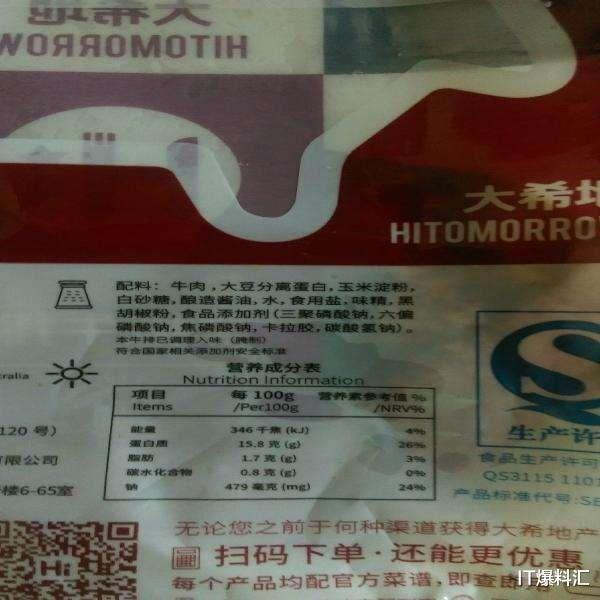 大希地
HITOMORROW
大希地
HITOMORRO
配料：牛肉，大豆分离蛋白，玉米淀粉，
白砂糖，酿造酱油，水，食用盐，味精，黑
胡椒粉，食品添加剂(三聚磷酸钠，六偏
磷酸钠，焦磷酸钠，卡拉胶，碳酸氢钠)。
本牛排已调理入味（腌制）
符合国家相关添加剂安全标准
营养成分表
Nutrition Information
项目 每 100g 营养素参考值 %
Items /Per100g /NRV%
能量 346 千焦 (kJ) 4%
蛋白质 15.8 克 (g) 26%
脂肪 1.7 克 (g) 3%
碳水化合物 0.8 克 (g) 0%
钠 479 毫克 (mg) 24%
tralia
120 号）
有限公司
楼6-65室
生产许
食品生产许可
QS3115 1101
产品标准代号:SB
无论您之前于何种渠道获得大希地产
扫码下单·还能更优惠
每个产品均配官方菜谱,即查即用
IT爆料汇